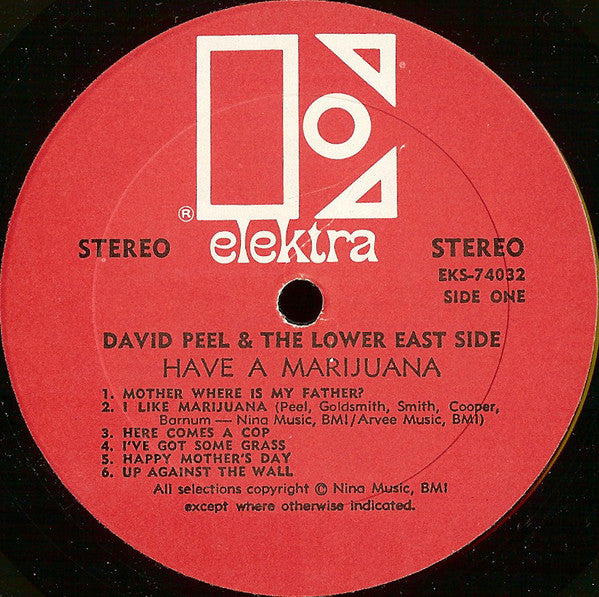 ® elektra
STEREO STEREO
EKS-74032
SIDE ONE
DAVID PEEL & THE LOWER EAST SIDE
HAVE A MARIJUANA
1. MOTHER WHERE IS MY FATHER?
2. I LIKE MARIJUANA (Peel, Goldsmith, Smith, Cooper,
Barnum — Nina Music, BMI/Arvee Music, BMI)
3. HERE COMES A COP
4. I'VE GOT SOME GRASS
5. HAPPY MOTHER'S DAY
6. UP AGAINST THE WALL
All selections copyright © Nina Music, BMI
except where otherwise indicated.